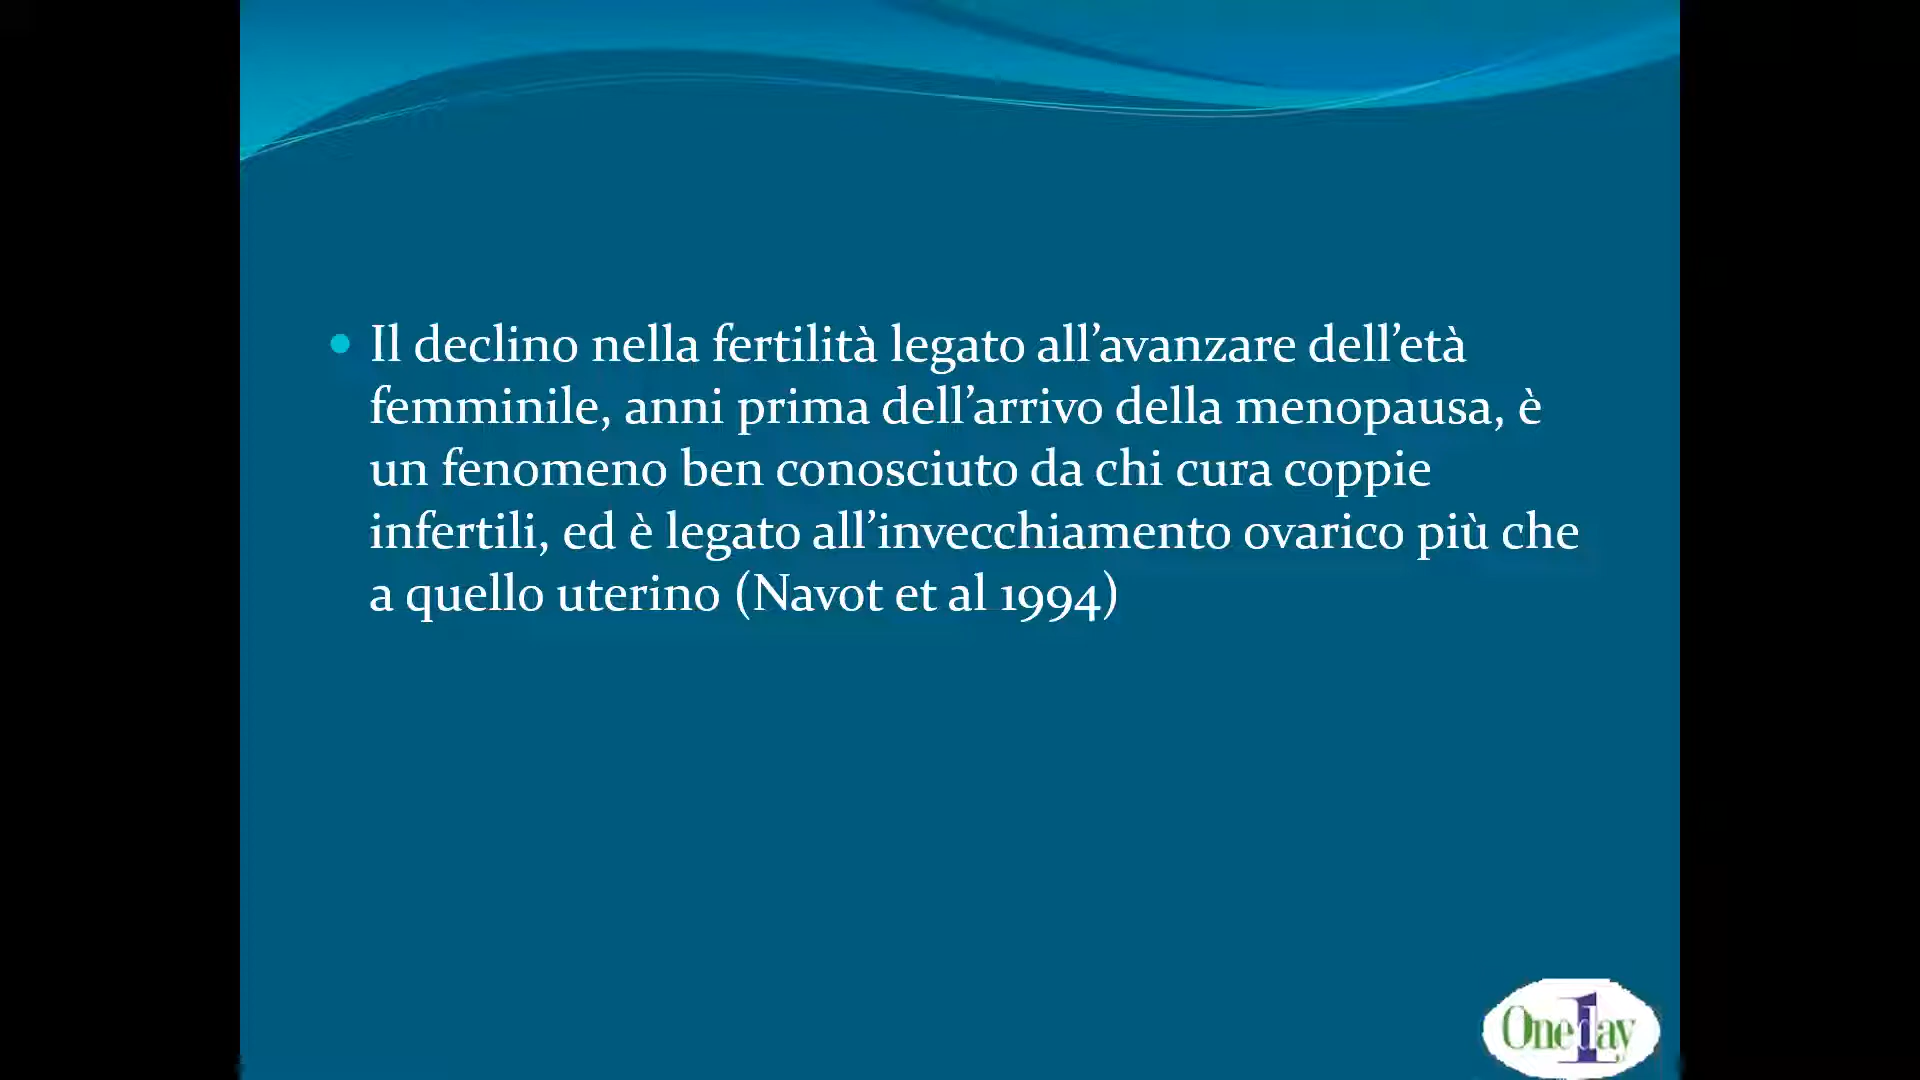 Il declino nella fertilità legato all’avanzare dell’età
femminile, anni prima dell’arrivo della menopausa, è
un fenomeno ben conosciuto da chi cura coppie
infertili, ed è legato all’invecchiamento ovarico più che
a quello uterino (Navot et al 1994)
One1day